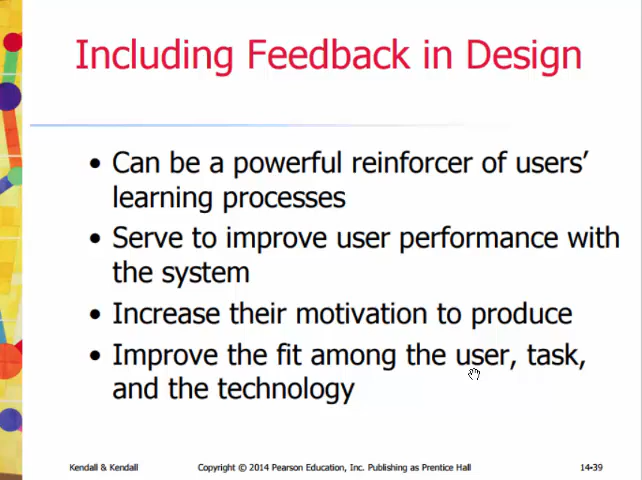 Including Feedback in Design
• Can be a powerful reinforcer of users’
learning processes
• Serve to improve user performance with
the system
• Increase their motivation to produce
• Improve the fit among the user, task,
and the technology
Kendall & Kendall Copyright © 2014 Pearson Education, Inc. Publishing as Prentice Hall 14-39